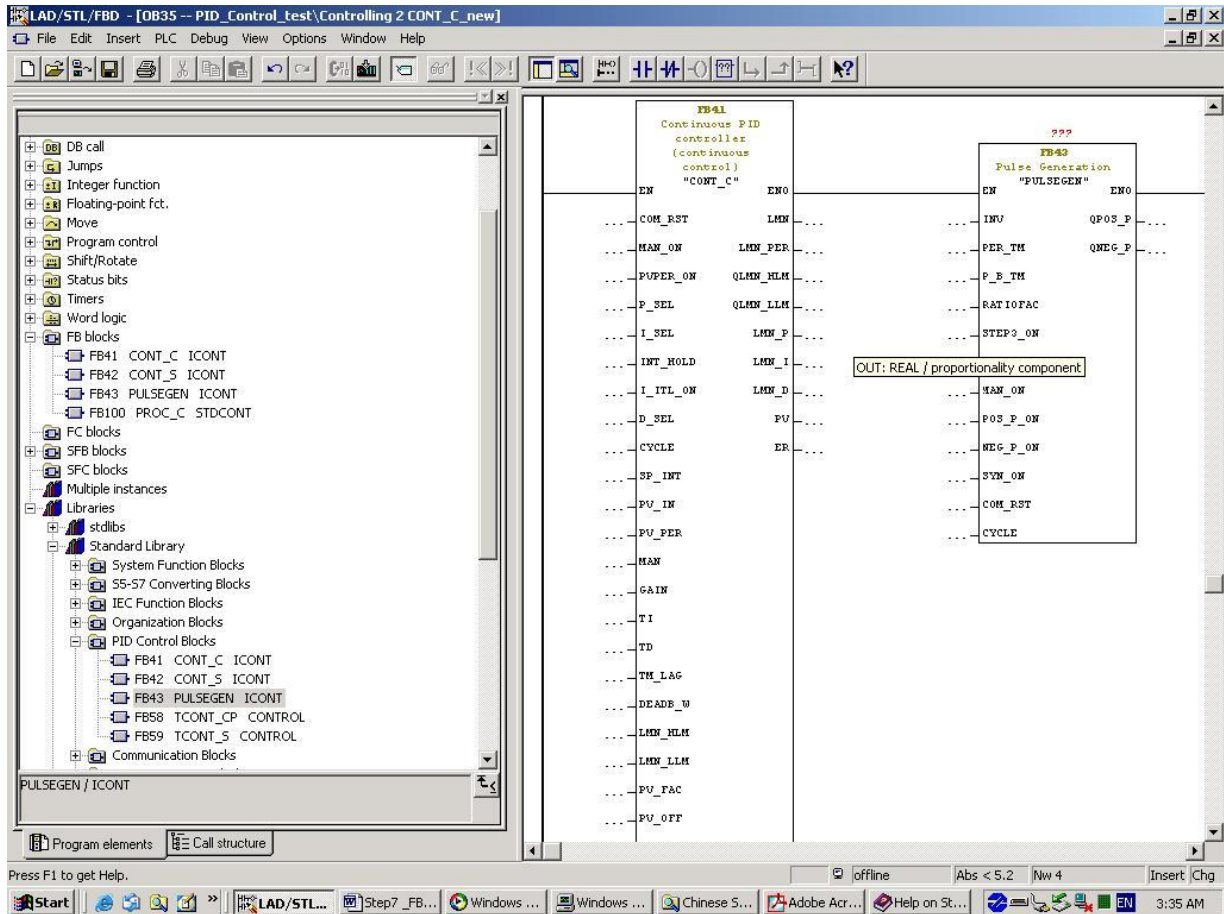 LAD/STL/FBD - [OB35 -- PID_Control_test\Controlling 2 CONT_C_new]
File Edit Insert PLC Debug View Options Window Help
DB call
Jumps
Integer function
Floating-point fct.
Move
Program control
Shift/Rotate
Status bits
Timers
Word logic
FB blocks
FB41 CONT_C ICONT
FB42 CONT_S ICONT
FB43 PULSEGEN ICONT
FB100 PROC_C STDCONT
FC blocks
SFB blocks
SFC blocks
Multiple instances
Libraries
stdlibs
Standard Library
System Function Blocks
S5-S7 Converting Blocks
IEC Function Blocks
Organization Blocks
PID Control Blocks
FB41 CONT_C ICONT
FB42 CONT_S ICONT
FB43 PULSEGEN ICONT
FB58 TCONT_CP CONTROL
FB59 TCONT_S CONTROL
Communication Blocks
PULSEGEN / ICONT
Program elements Call structure
FB41
Continuous PID
controller
(continuous
control)
"CONT_C"
EN ENO
... COM_RST LMN ...
... MAN_ON LMN_PER ...
... PVPER_ON QLMN_HLM ...
... P_SEL QLMN_LLM ...
... I_SEL LMN_P ...
... INT_HOLD LMN_I ...
... I_ITL_ON LMN_D ...
... D_SEL PV ...
... CYCLE ER ...
... SP_INT
... PV_IN
... PV_PER
... MAN
... GAIN
... TI
... TD
... TM_LAG
... DEADB_W
... LMN_HLM
... LMN_LLM
... PV_FAC
... PV_OFF
???
FB43
Pulse Generation
"PULSEGEN"
EN ENO
... INV QPOS_P ...
... PER_TM QNEG_P ...
... P_B_TM
... RATIOFAC
... STEP3_ON
OUT: REAL / proportionality component
... MAN_ON
... POS_P_ON
... NEG_P_ON
... SYN_ON
... COM_RST
... CYCLE
Press F1 to get Help. offline Abs < 5.2 Nw 4 Insert Chg
Start LAD/STL... Step7 _FB... Windows ... Windows ... Chinese S... Adobe Acr... Help on St... EN 3:35 AM